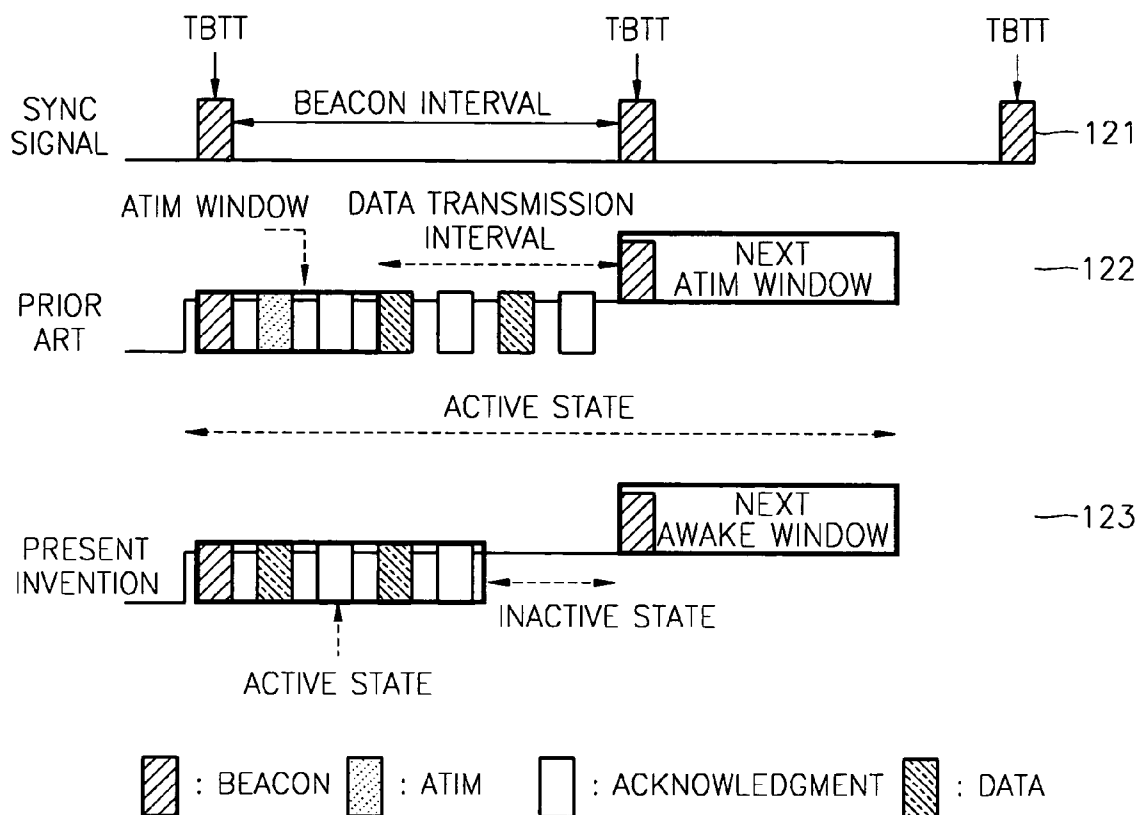 TBTT
TBTT
TBTT
SYNC
SIGNAL
BEACON INTERVAL
121
ATIM WINDOW
DATA TRANSMISSION
INTERVAL
NEXT
ATIM WINDOW
122
PRIOR
ART
ACTIVE STATE
NEXT
AWAKE WINDOW
123
PRESENT
INVENTION
INACTIVE STATE
ACTIVE STATE
: BEACON
: ATIM
: ACKNOWLEDGMENT
: DATA